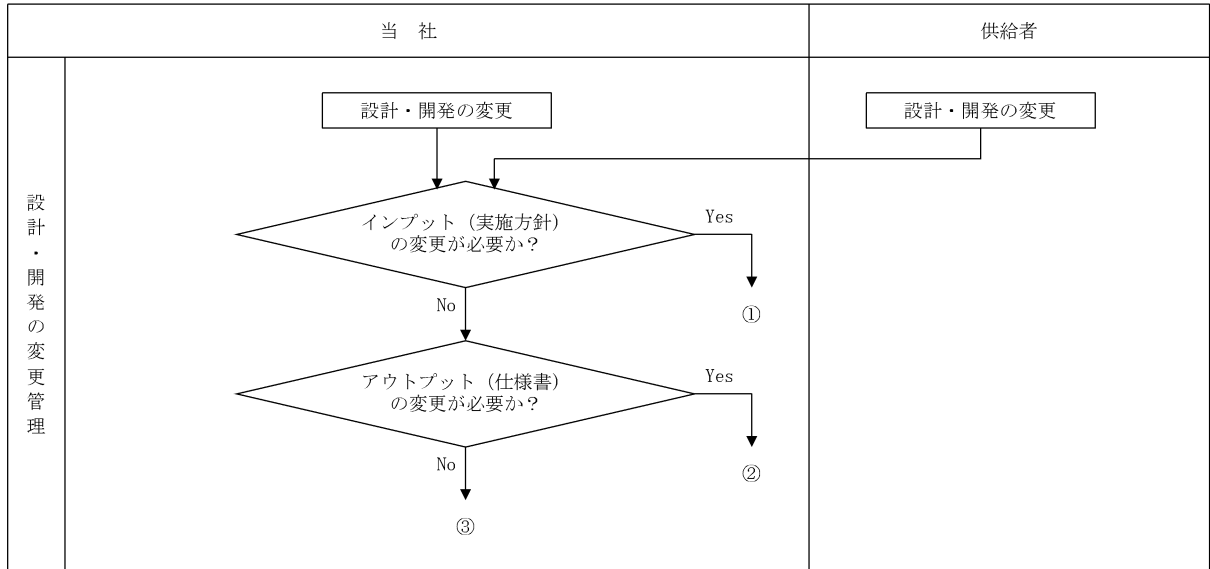 当　社
供給者
設計・開発の変更管理
設計・開発の変更
設計・開発の変更
インプット（実施方針）
の変更が必要か？
Yes
①
No
アウトプット（仕様書）
の変更が必要か？
Yes
②
No
③